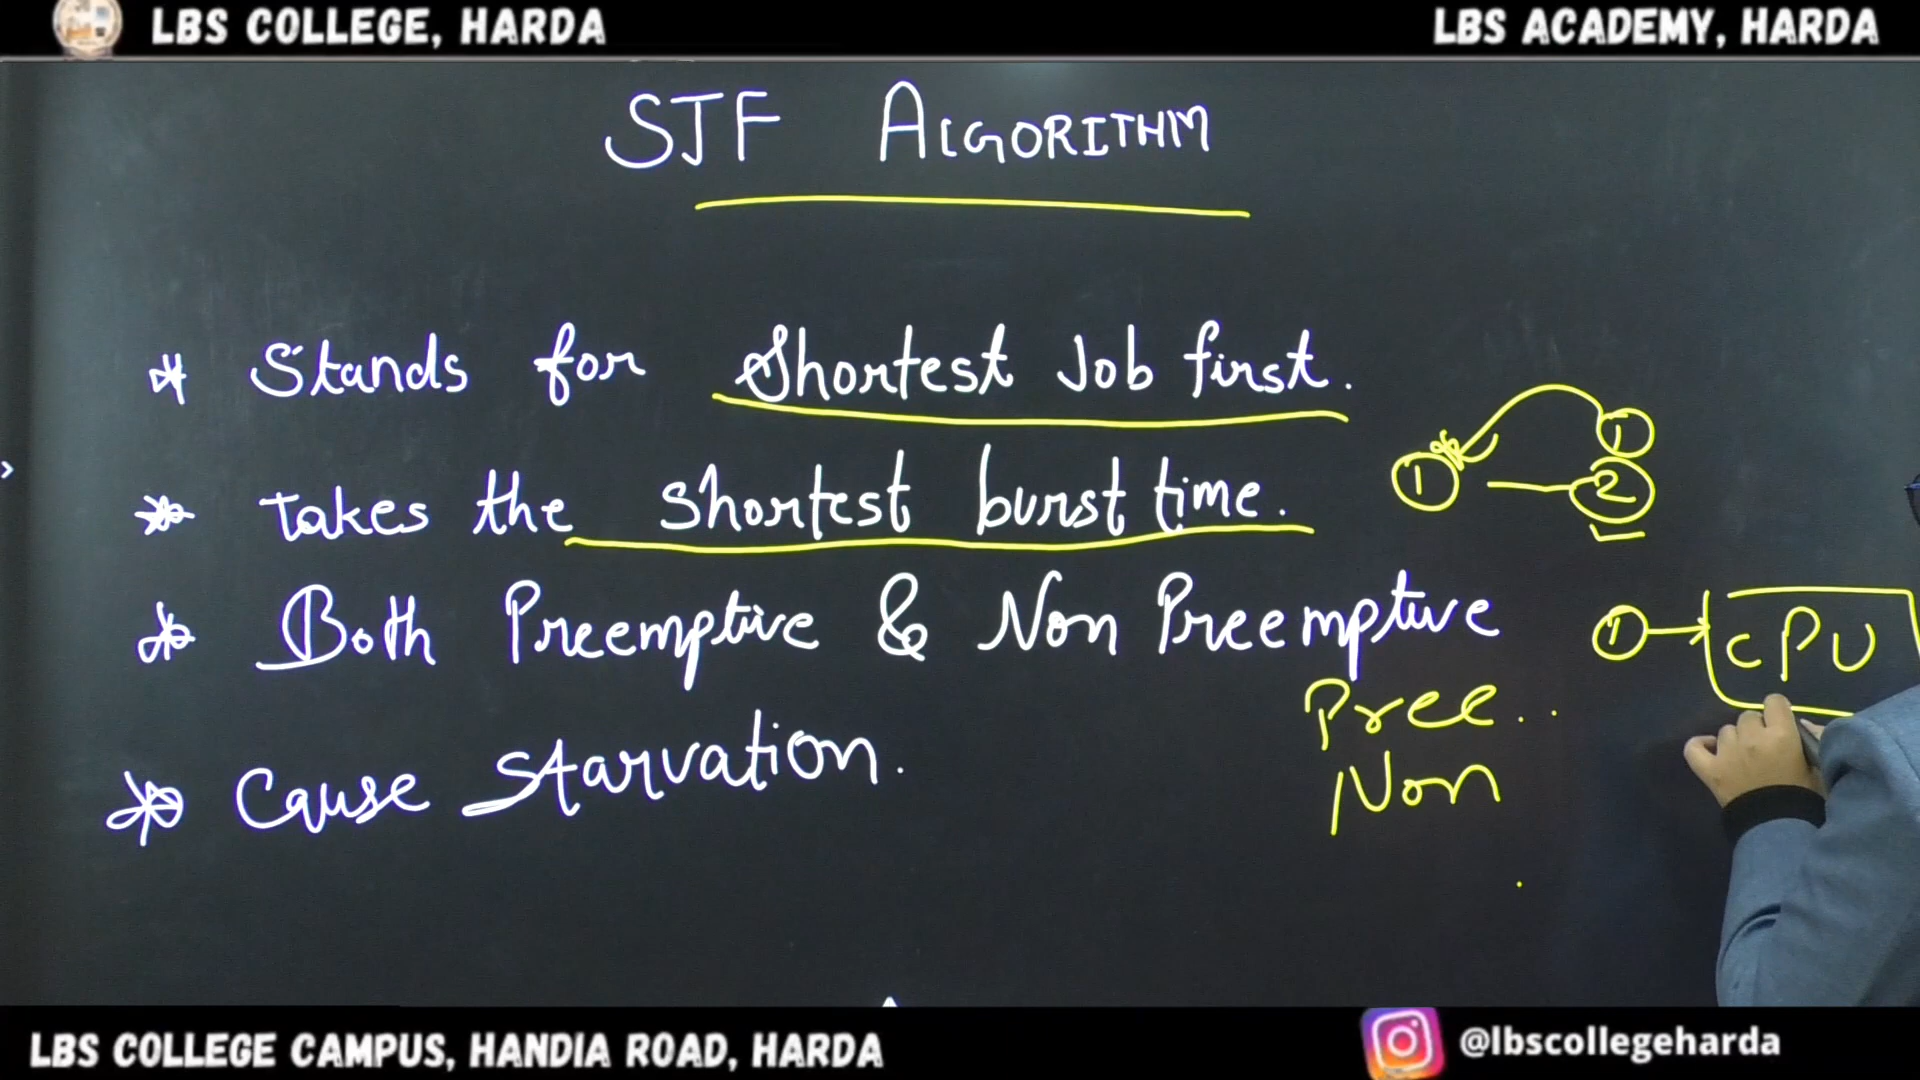 LBS COLLEGE, HARDA
LBS ACADEMY, HARDA
SJF ALGORITHM
* Stands for Shortest Job first.
* Takes the shortest burst time.
1 1
2
* Both Preemptive & Non Preemptive
1 CPU
Pree..
Non
* Cause Starvation.
LBS COLLEGE CAMPUS, HANDIA ROAD, HARDA
@lbscollegeharda